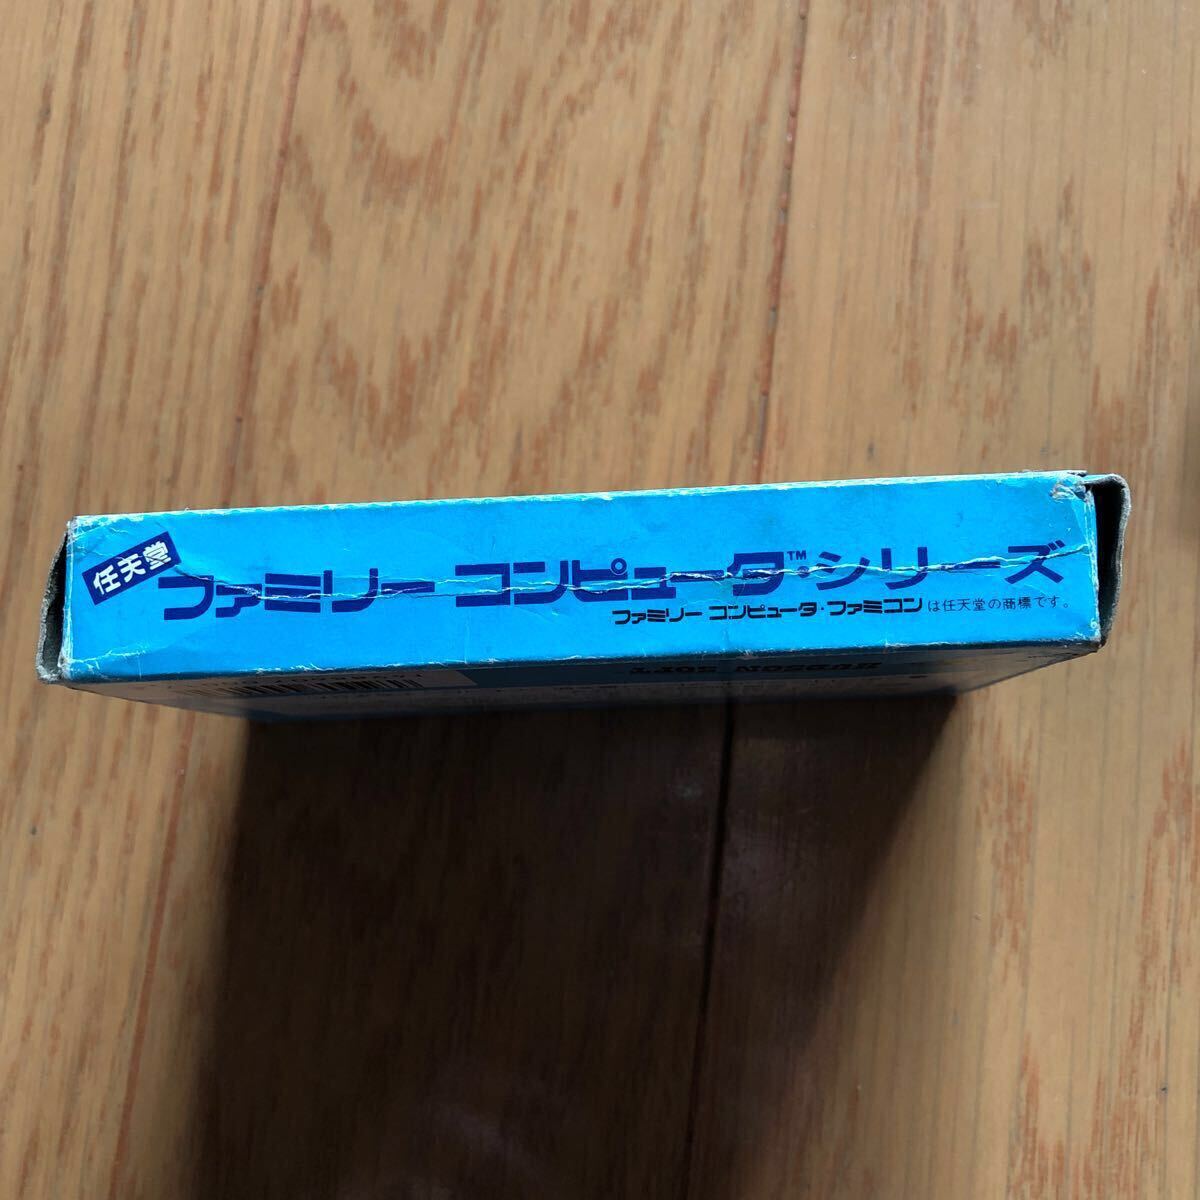 任天堂
ファミリー コンピュータ™・シリーズ
ファミリー コンピュータ・ファミコンは任天堂の商標です。
HUDSON SOFT